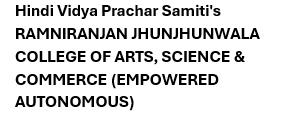 Hindi Vidya Prachar Samiti's
RAMNIRANJAN JHUNJHUNWALA
COLLEGE OF ARTS, SCIENCE &
COMMERCE (EMPOWERED
AUTONOMOUS)